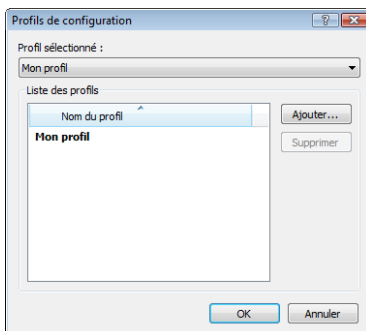 Profils de configuration
Profil sélectionné :
Mon profil
Liste des profils
Nom du profil
Ajouter...
Mon profil
Supprimer
OK
Annuler